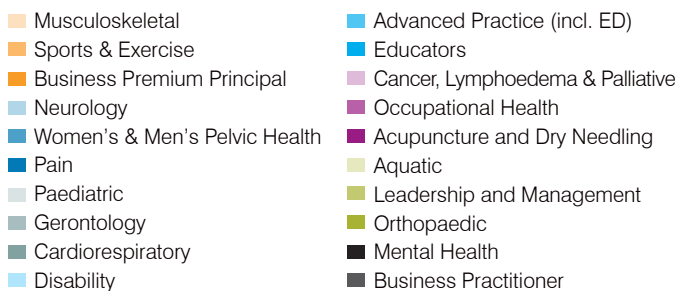 Musculoskeletal
Sports & Exercise
Business Premium Principal
Neurology
Women's & Men's Pelvic Health
Pain
Paediatric
Gerontology
Cardiorespiratory
Disability
Advanced Practice (incl. ED)
Educators
Cancer, Lymphoedema & Palliative
Occupational Health
Acupuncture and Dry Needling
Aquatic
Leadership and Management
Orthopaedic
Mental Health
Business Practitioner